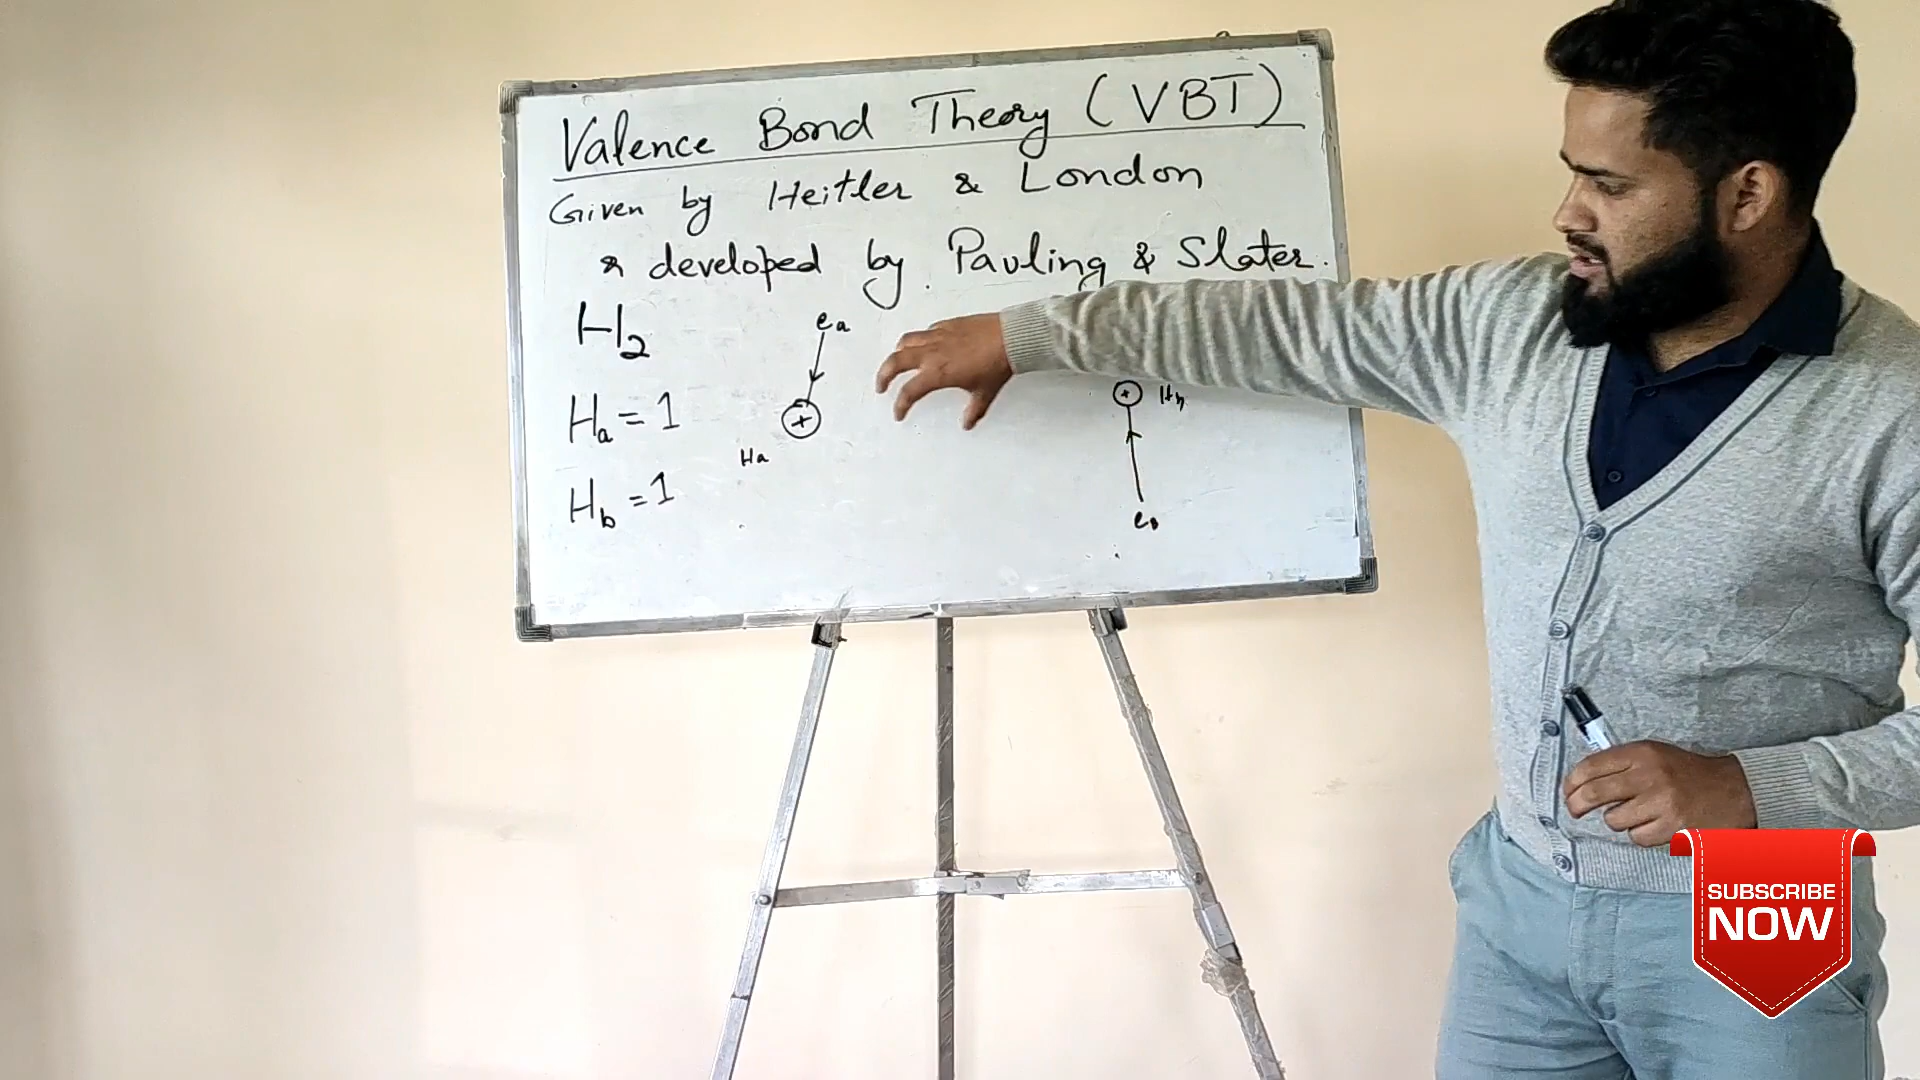 Valence Bond Theory (VBT)
Given by Heitler & London
& developed by Pauling & Slater.
H2
ea
Ha = 1
+
Ha
+
Hb
Hb = 1
SUBSCRIBE
NOW